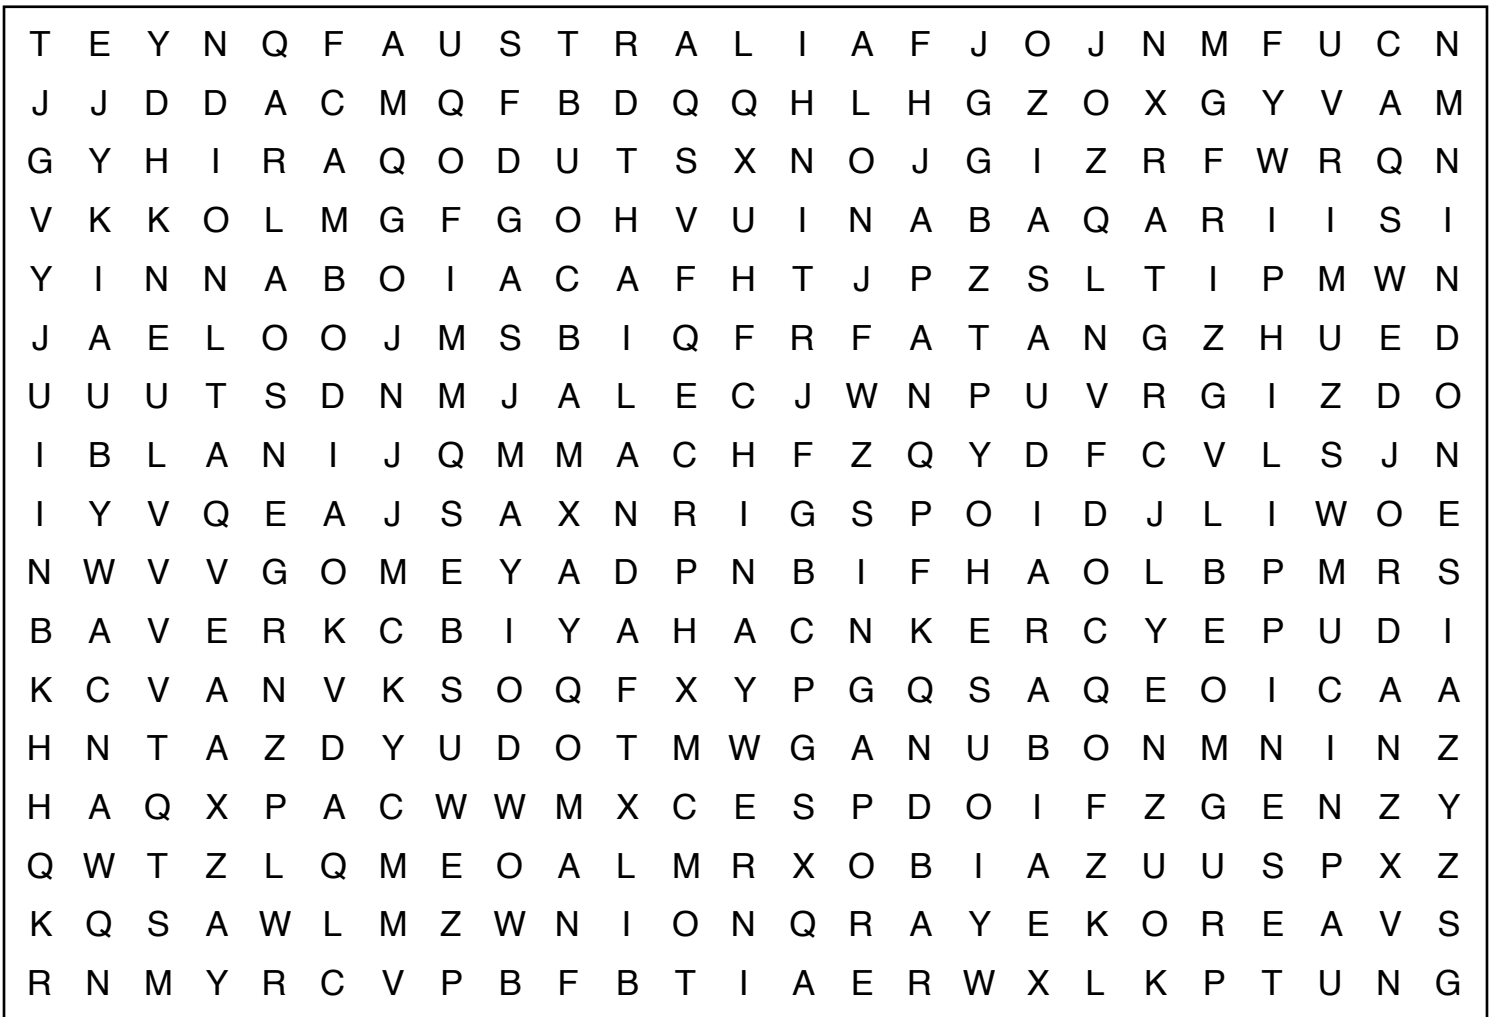 T E Y N Q F A U S T R A L I A F J O J N M F U C N
J J D D A C M Q F B D Q Q H L H G Z O X G Y V A M
G Y H I R A Q O D U T S X N O J G I Z R F W R Q N
V K K O L M G F G O H V U I N A B A Q A R I I S I
Y I N N A B O I A C A F H T J P Z S L T I P M W N
J A E L O O J M S B I Q F R F A T A N G Z H U E D
U U U T S D N M J A L E C J W N P U V R G I Z D O
I B L A N I J Q M M A C H F Z Q Y D F C V L S J N
I Y V Q E A J S A X N R I G S P O I D J L I W O E
N W V V G O M E Y A D P N B I F H A O L B P M R S
B A V E R K C B I Y A H A C N K E R C Y E P U D I
K C V A N V K S O Q F X Y P G Q S A Q E O I C A A
H N T A Z D Y U D O T M W G A N U B O N M N I N Z
H A Q X P A C W W M X C E S P D O I F Z G E N Z Y
Q W T Z L Q M E O A L M R X O B I A Z U U S P X Z
K Q S A W L M Z W N I O N Q R A Y E K O R E A V S
R N M Y R C V P B F B T I A E R W X L K P T U N G